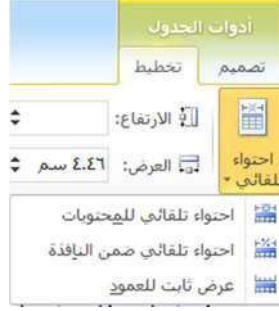 أدوات الجدول
تصميم تخطيط
الارتفاع:
العرض: ٤.٤٦ سم
احتواء
تلقائي
احتواء تلقائي للمحتويات
احتواء تلقائي ضمن النافذة
عرض ثابت للعمود